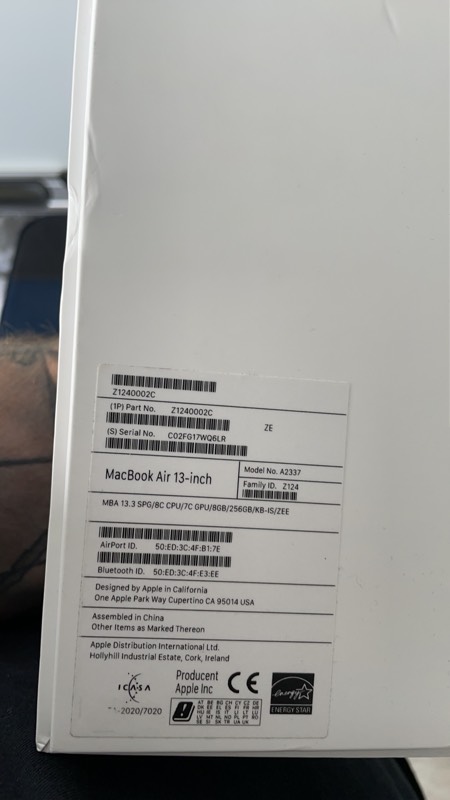 Z1240002C
(1P) Part No. Z1240002C
ZE
(S) Serial No. C02FG17WQ6LR
MacBook Air 13-inch
Model No. A2337
Family ID. Z124
MBA 13.3 SPG/8C CPU/7C GPU/8GB/256GB/KB-IS/ZEE
AirPort ID. 50:ED:3C:4F:B1:7E
Bluetooth ID. 50:ED:3C:4F:E3:EE
Designed by Apple in California
One Apple Park Way Cupertino CA 95014 USA
Assembled in China
Other Items as Marked Thereon
Apple Distribution International Ltd.
Hollyhill Industrial Estate, Cork, Ireland
ICASA
-2020/7020
Producent
Apple Inc
CE
AT BE BG CH CY CZ DE
DK EE EL ES FI FR HR
HU IE IS IT LI LT LU
LV MT NL NO PL PT RO
SE SI SK TR UA UK
energy
ENERGY STAR